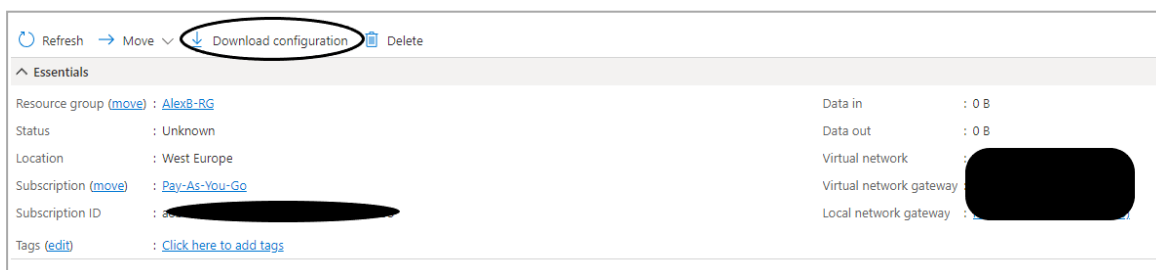 Refresh Move Download configuration Delete
Essentials
Resource group (move) : AlexB-RG Data in : 0 B
Status : Unknown Data out : 0 B
Location : West Europe Virtual network :
Subscription (move) : Pay-As-You-Go Virtual network gateway :
Subscription ID : Local network gateway :
Tags (edit) : Click here to add tags